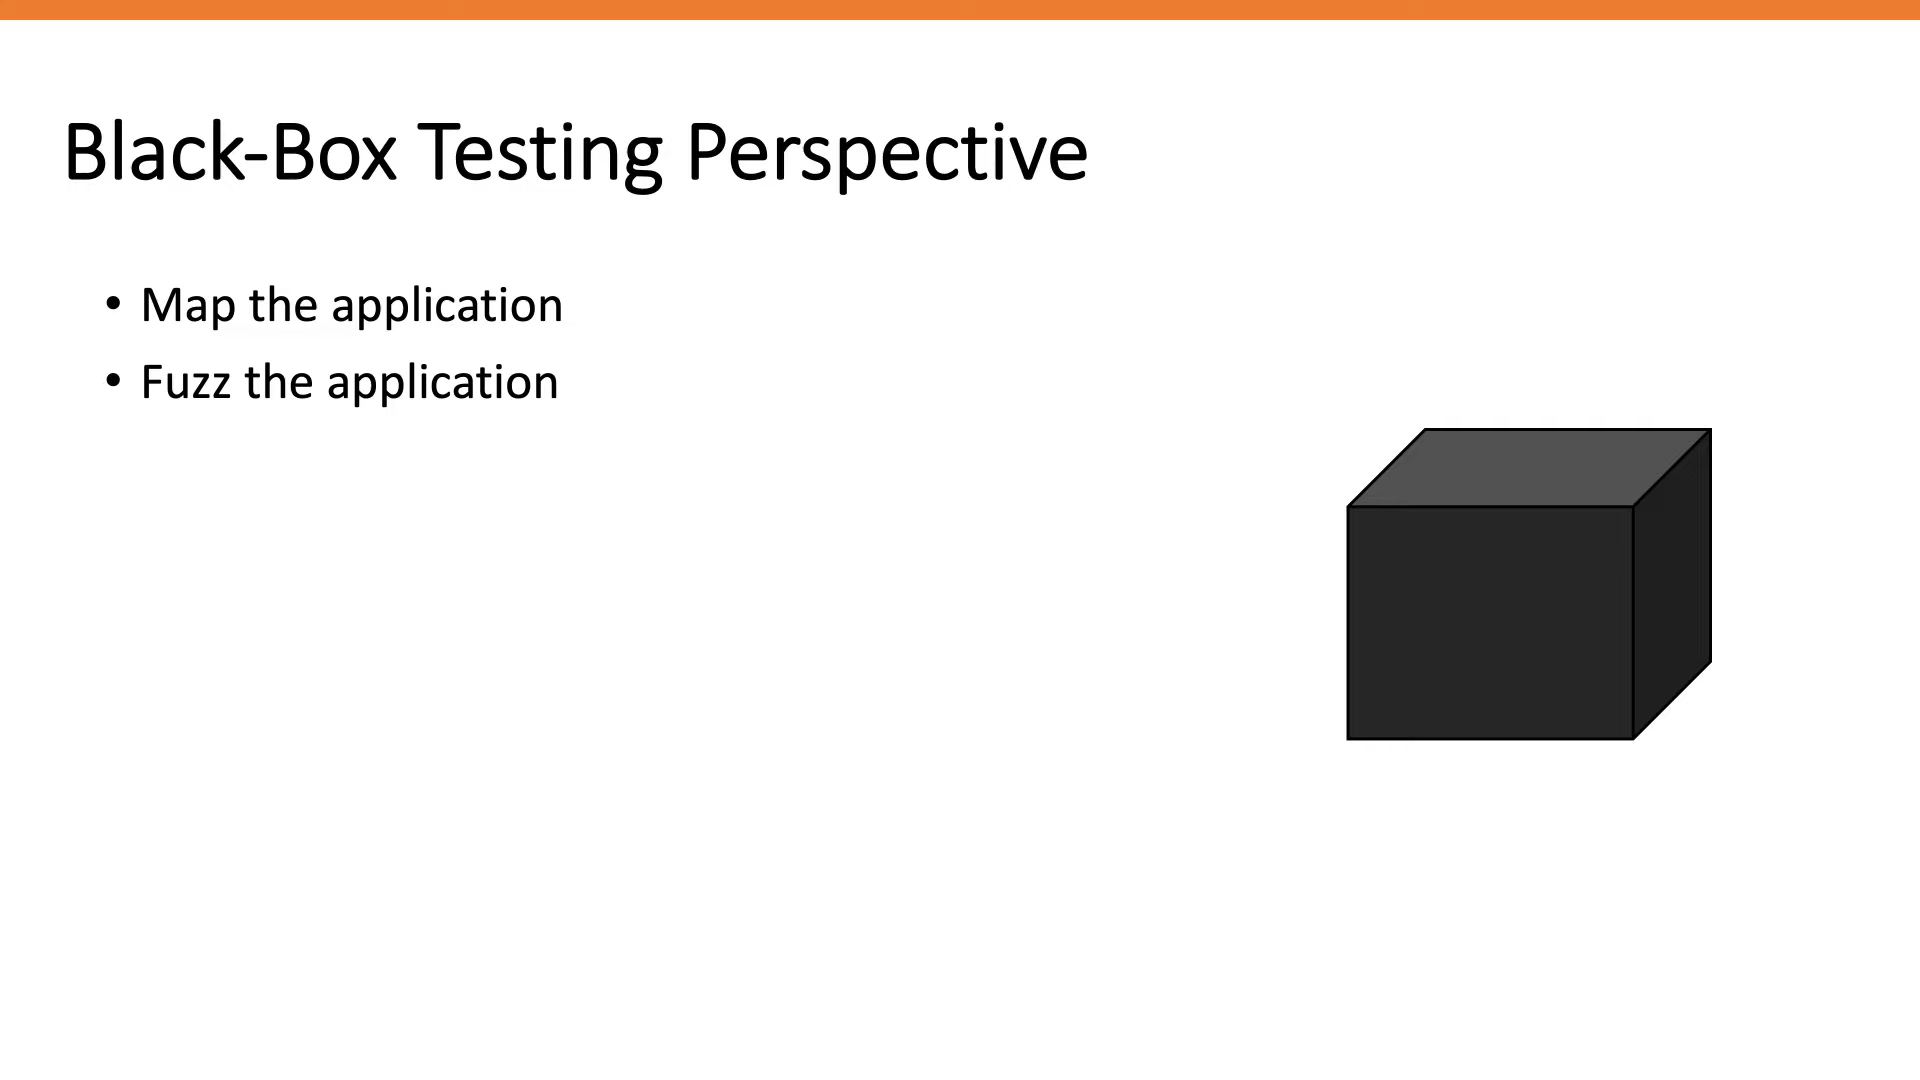 Black-Box Testing Perspective
• Map the application
• Fuzz the application